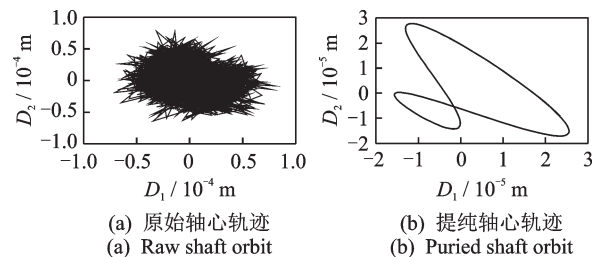 1.0
0.5
0
−0.5
−1.0
D₂ / 10⁻⁴ m
−1.0 −0.5 0 0.5 1.0
D₁ / 10⁻⁴ m
(a) 原始轴心轨迹
(a) Raw shaft orbit
3
2
1
0
−1
−2
D₂ / 10⁻⁵ m
−2 −1 0 1 2 3
D₁ / 10⁻⁵ m
(b) 提纯轴心轨迹
(b) Puried shaft orbit